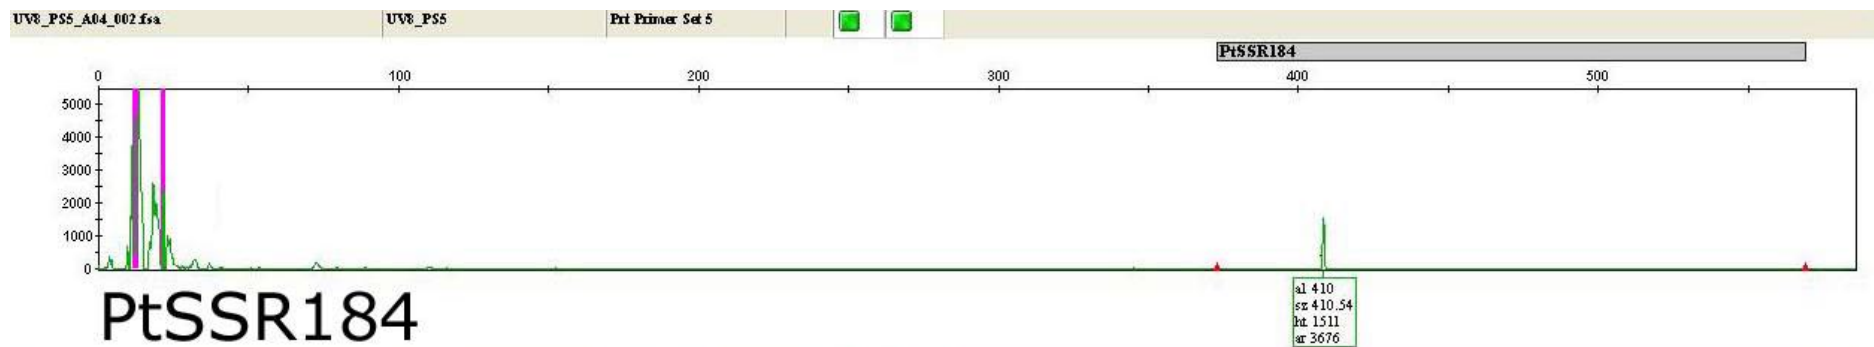 UV8_PS5_A04_002.fsa UV8_PS5 Prt Primer Set 5
PtSSR184
0 100 200 300 400 500
5000
4000
3000
2000
1000
0
al 410
sz 410.54
ht 1511
ar 3676
PtSSR184